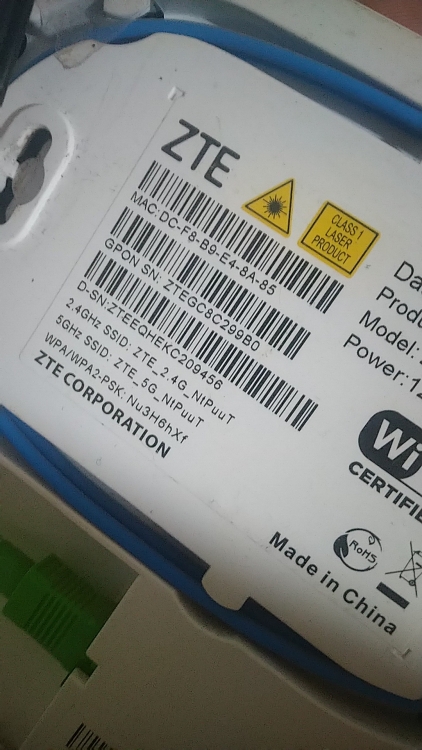 ZTE
CLASS 1
LASER
PRODUCT
MAC: DC-F8-B9-E4-8A-85
GPON SN: ZTEGC8C299B0
D-SN:ZTEEQHEKC209456
2.4GHz SSID: ZTE_2.4G_NtPuuT
5GHz SSID: ZTE_5G_NtPuuT
WPA/WPA2-PSK: Nu3H6hXf
ZTE CORPORATION
Model:
Power:
Wi
RoHS
Made in China